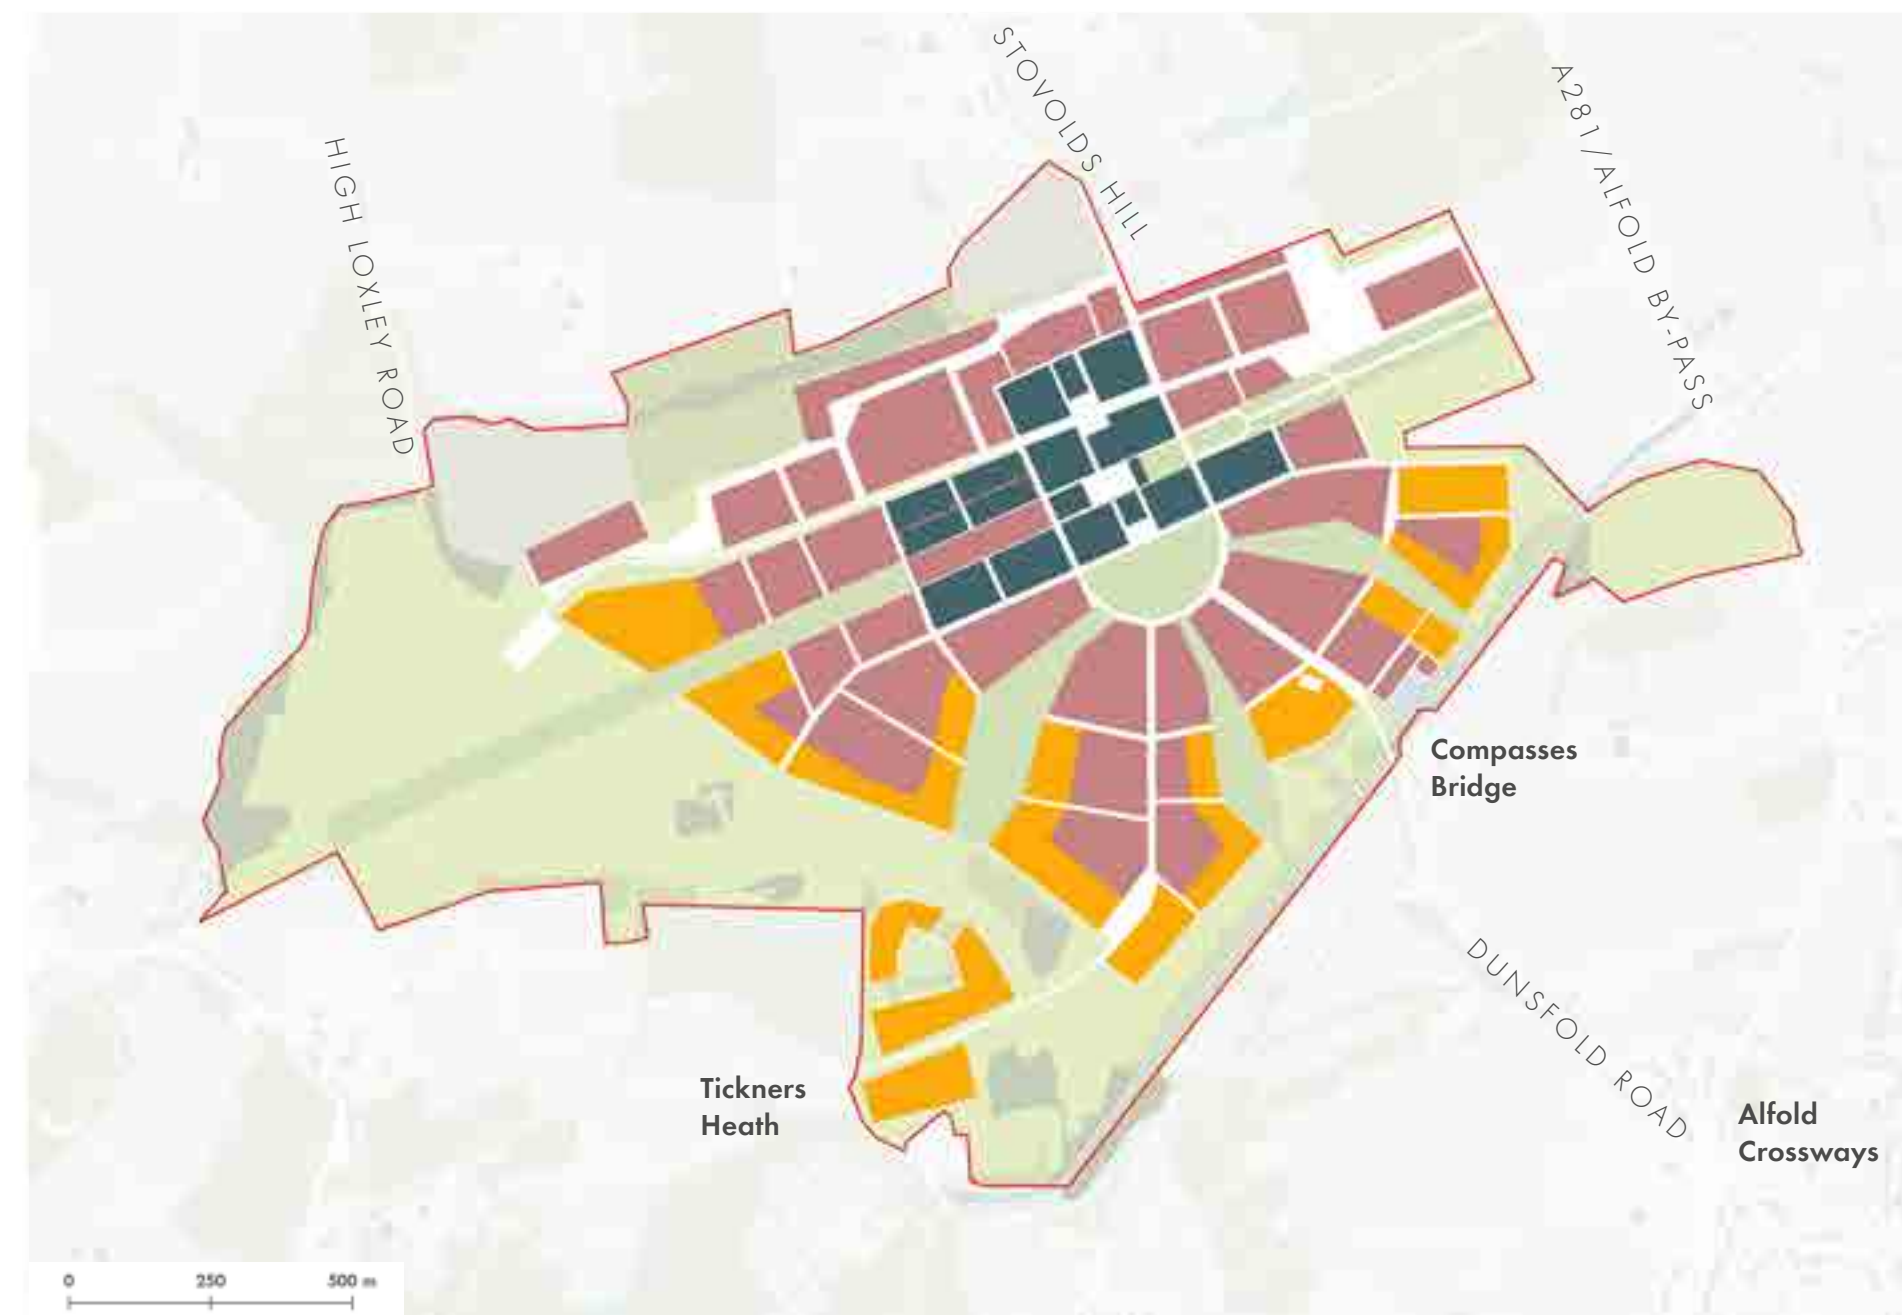 STOVOLDS HILL
A281/ALFOLD BY-PASS
HIGH LOXLEY ROAD
Compasses
Bridge
DUNSFOLD ROAD
Tickners
Heath
Alfold
Crossways
0 250 500 m